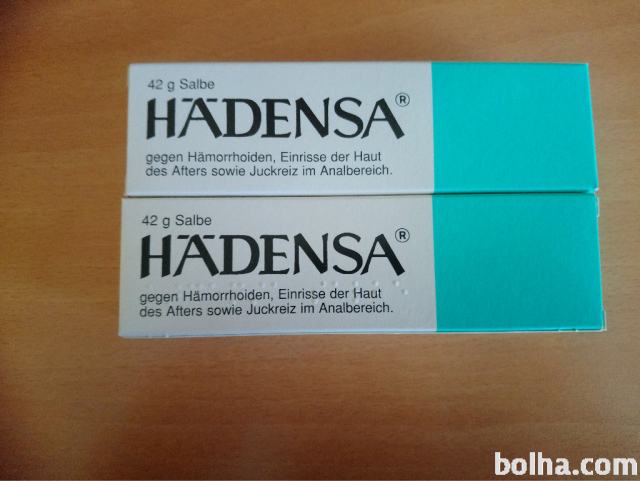 42 g Salbe
HÄDENSA®
gegen Hämorrhoiden, Einrisse der Haut
des Afters sowie Juckreiz im Analbereich.
42 g Salbe
HÄDENSA®
gegen Hämorrhoiden, Einrisse der Haut
des Afters sowie Juckreiz im Analbereich.
bolha.com